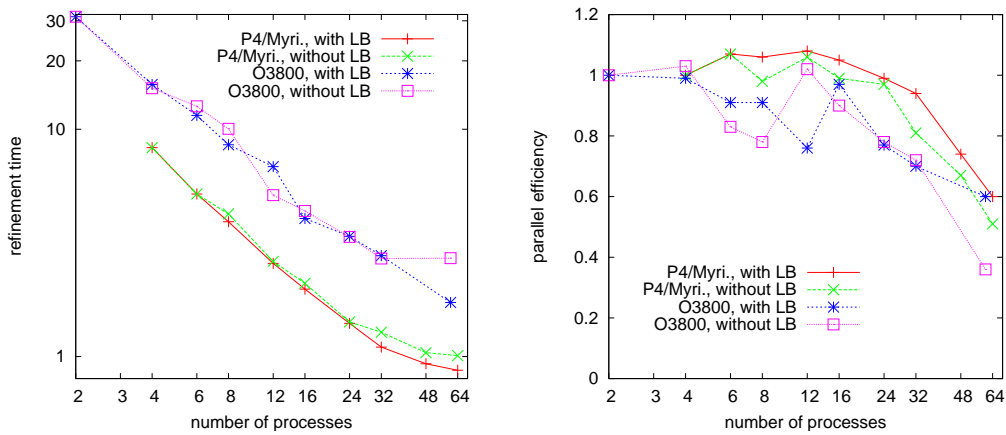 30
20
10
1
refinement time
P4/Myri., with LB
P4/Myri., without LB
O3800, with LB
O3800, without LB
2 3 4 6 8 12 16 24 32 48 64
number of processes
1.2
1.0
0.8
0.6
0.4
0.2
0
parallel efficiency
P4/Myri., with LB
P4/Myri., without LB
O3800, with LB
O3800, without LB
2 3 4 6 8 12 16 24 32 48 64
number of processes